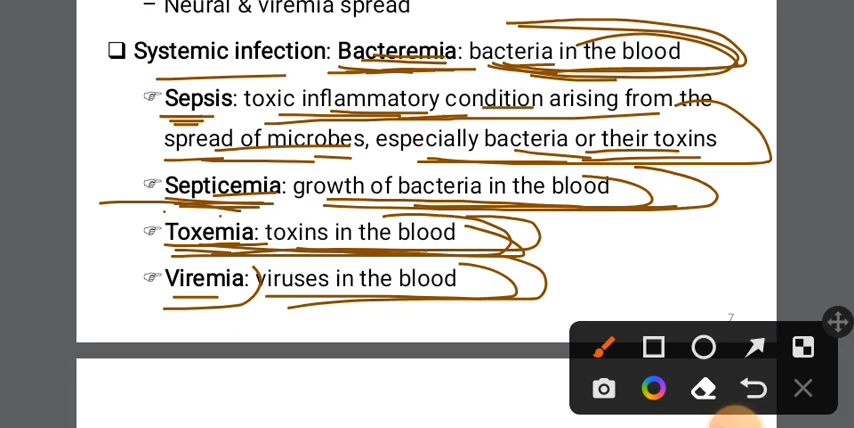 – Neural & viremia spread
❑ Systemic infection: Bacteremia: bacteria in the blood
☞ Sepsis: toxic inflammatory condition arising from the
spread of microbes, especially bacteria or their toxins
☞ Septicemia: growth of bacteria in the blood
☞ Toxemia: toxins in the blood
☞ Viremia: viruses in the blood
7